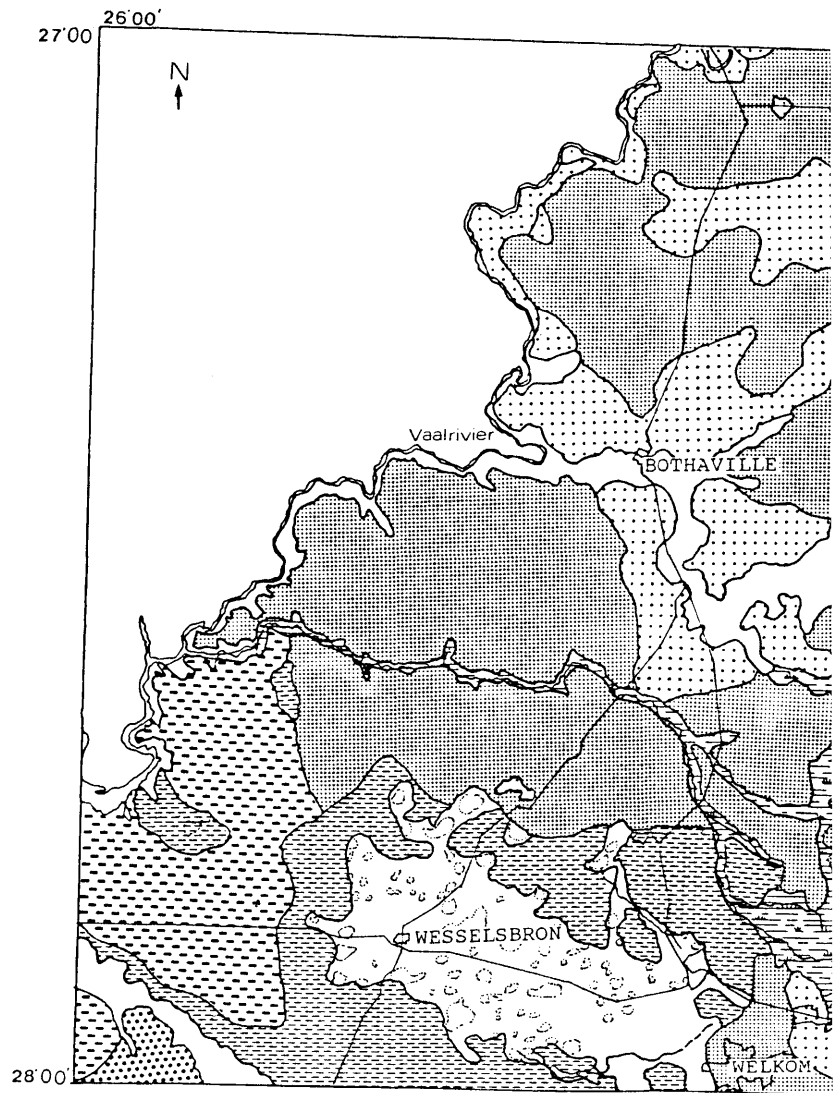 26°00'
27°00'
N
Vaalrivier
BOTHAVILLE
WESSELSBRON
WELKOM
28°00'